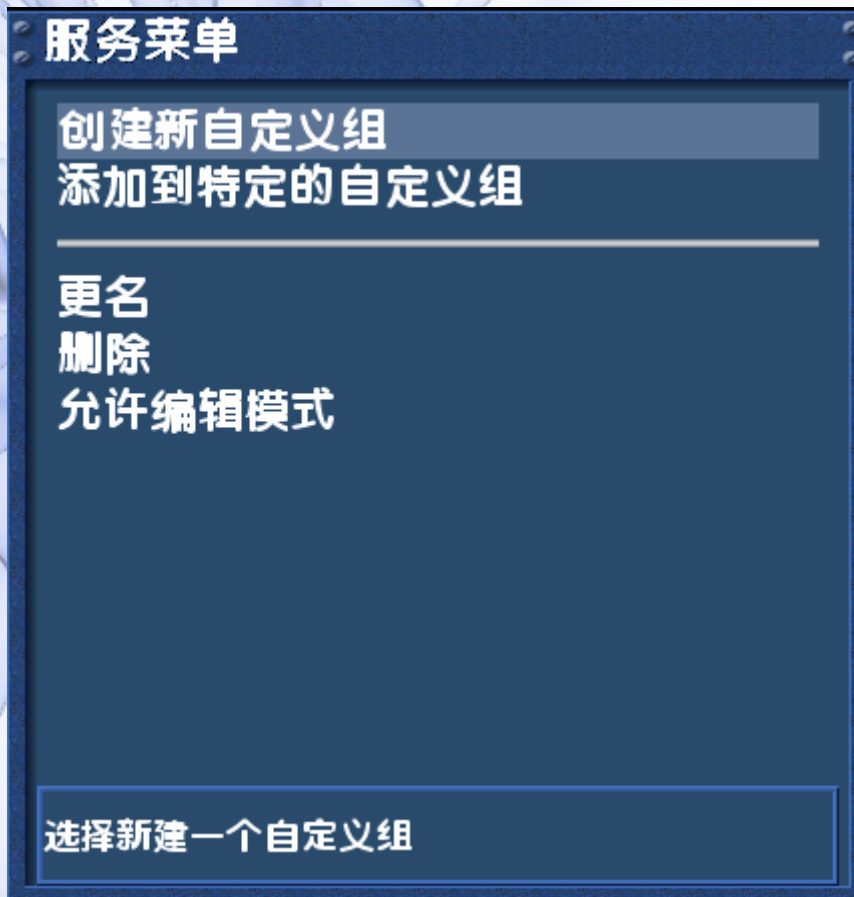 服务菜单
创建新自定义组
添加到特定的自定义组
更名
删除
允许编辑模式
选择新建一个自定义组